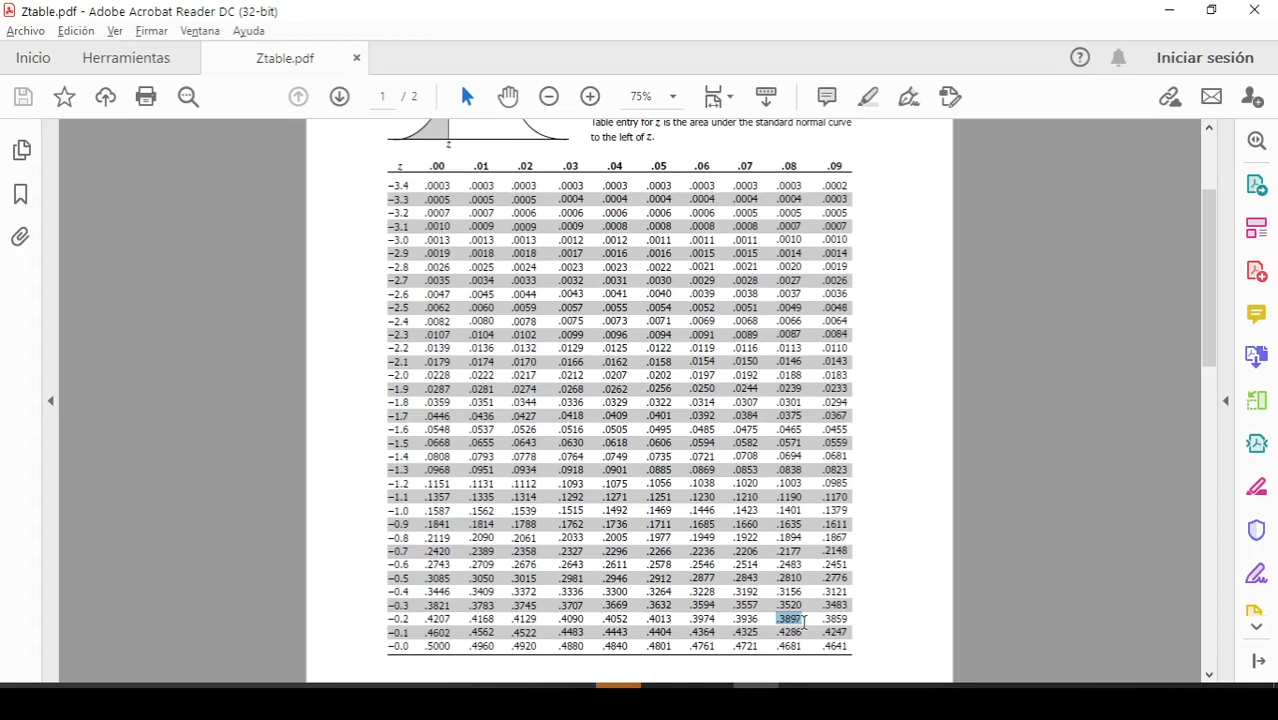 Ztable.pdf - Adobe Acrobat Reader DC (32-bit)
Archivo Edición Ver Firmar Ventana Ayuda
Inicio Herramientas Ztable.pdf × Iniciar sesión
1 / 2 75%
Table entry for z is the area under the standard normal curve
to the left of z.
z
z .00 .01 .02 .03 .04 .05 .06 .07 .08 .09
−3.4 .0003 .0003 .0003 .0003 .0003 .0003 .0003 .0003 .0003 .0002
−3.3 .0005 .0005 .0005 .0004 .0004 .0004 .0004 .0004 .0004 .0003
−3.2 .0007 .0007 .0006 .0006 .0006 .0006 .0006 .0005 .0005 .0005
−3.1 .0010 .0009 .0009 .0009 .0008 .0008 .0008 .0008 .0007 .0007
−3.0 .0013 .0013 .0013 .0012 .0012 .0011 .0011 .0011 .0010 .0010
−2.9 .0019 .0018 .0018 .0017 .0016 .0016 .0015 .0015 .0014 .0014
−2.8 .0026 .0025 .0024 .0023 .0023 .0022 .0021 .0021 .0020 .0019
−2.7 .0035 .0034 .0033 .0032 .0031 .0030 .0029 .0028 .0027 .0026
−2.6 .0047 .0045 .0044 .0043 .0041 .0040 .0039 .0038 .0037 .0036
−2.5 .0062 .0060 .0059 .0057 .0055 .0054 .0052 .0051 .0049 .0048
−2.4 .0082 .0080 .0078 .0075 .0073 .0071 .0069 .0068 .0066 .0064
−2.3 .0107 .0104 .0102 .0099 .0096 .0094 .0091 .0089 .0087 .0084
−2.2 .0139 .0136 .0132 .0129 .0125 .0122 .0119 .0116 .0113 .0110
−2.1 .0179 .0174 .0170 .0166 .0162 .0158 .0154 .0150 .0146 .0143
−2.0 .0228 .0222 .0217 .0212 .0207 .0202 .0197 .0192 .0188 .0183
−1.9 .0287 .0281 .0274 .0268 .0262 .0256 .0250 .0244 .0239 .0233
−1.8 .0359 .0351 .0344 .0336 .0329 .0322 .0314 .0307 .0301 .0294
−1.7 .0446 .0436 .0427 .0418 .0409 .0401 .0392 .0384 .0375 .0367
−1.6 .0548 .0537 .0526 .0516 .0505 .0495 .0485 .0475 .0465 .0455
−1.5 .0668 .0655 .0643 .0630 .0618 .0606 .0594 .0582 .0571 .0559
−1.4 .0808 .0793 .0778 .0764 .0749 .0735 .0721 .0708 .0694 .0681
−1.3 .0968 .0951 .0934 .0918 .0901 .0885 .0869 .0853 .0838 .0823
−1.2 .1151 .1131 .1112 .1093 .1075 .1056 .1038 .1020 .1003 .0985
−1.1 .1357 .1335 .1314 .1292 .1271 .1251 .1230 .1210 .1190 .1170
−1.0 .1587 .1562 .1539 .1515 .1492 .1469 .1446 .1423 .1401 .1379
−0.9 .1841 .1814 .1788 .1762 .1736 .1711 .1685 .1660 .1635 .1611
−0.8 .2119 .2090 .2061 .2033 .2005 .1977 .1949 .1922 .1894 .1867
−0.7 .2420 .2389 .2358 .2327 .2296 .2266 .2236 .2206 .2177 .2148
−0.6 .2743 .2709 .2676 .2643 .2611 .2578 .2546 .2514 .2483 .2451
−0.5 .3085 .3050 .3015 .2981 .2946 .2912 .2877 .2843 .2810 .2776
−0.4 .3446 .3409 .3372 .3336 .3300 .3264 .3228 .3192 .3156 .3121
−0.3 .3821 .3783 .3745 .3707 .3669 .3632 .3594 .3557 .3520 .3483
−0.2 .4207 .4168 .4129 .4090 .4052 .4013 .3974 .3936 .3897 .3859
−0.1 .4602 .4562 .4522 .4483 .4443 .4404 .4364 .4325 .4286 .4247
−0.0 .5000 .4960 .4920 .4880 .4840 .4801 .4761 .4721 .4681 .4641